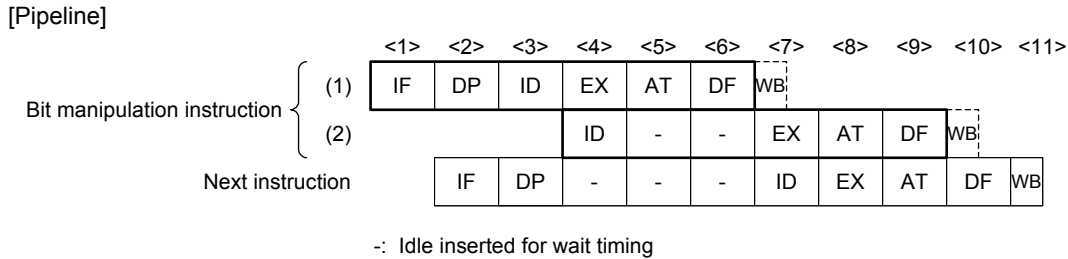 [Pipeline]
<1> <2> <3> <4> <5> <6> <7> <8> <9> <10> <11>
(1) IF DP ID EX AT DF WB
Bit manipulation instruction
(2) ID - - EX AT DF WB
Next instruction IF DP - - - ID EX AT DF WB
-: Idle inserted for wait timing